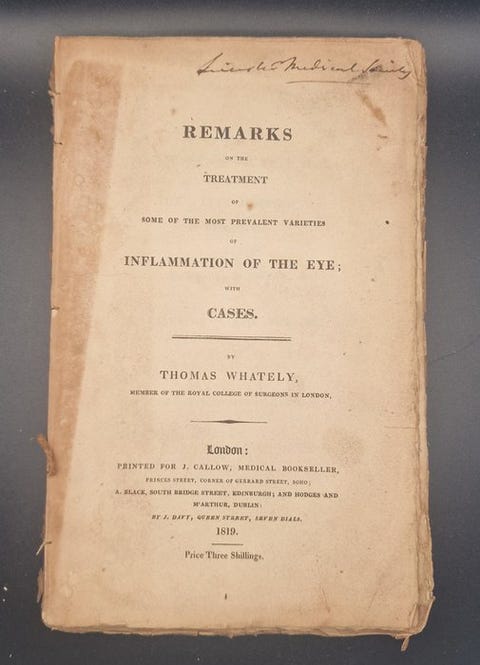 Medical Society
REMARKS
ON THE
TREATMENT
OF
SOME OF THE MOST PREVALENT VARIETIES
OF
INFLAMMATION OF THE EYE;
WITH
CASES.
BY
THOMAS WHATELY,
MEMBER OF THE ROYAL COLLEGE OF SURGEONS IN LONDON,
London:
PRINTED FOR J. CALLOW, MEDICAL BOOKSELLER,
PRINCES STREET, CORNER OF GERRARD STREET, SOHO;
A. BLACK, SOUTH BRIDGE STREET, EDINBURGH; AND HODGES AND
M'ARTHUR, DUBLIN:
BY J. DAVY, QUEEN STREET, SEVEN DIALS.
1819.
Price Three Shillings.